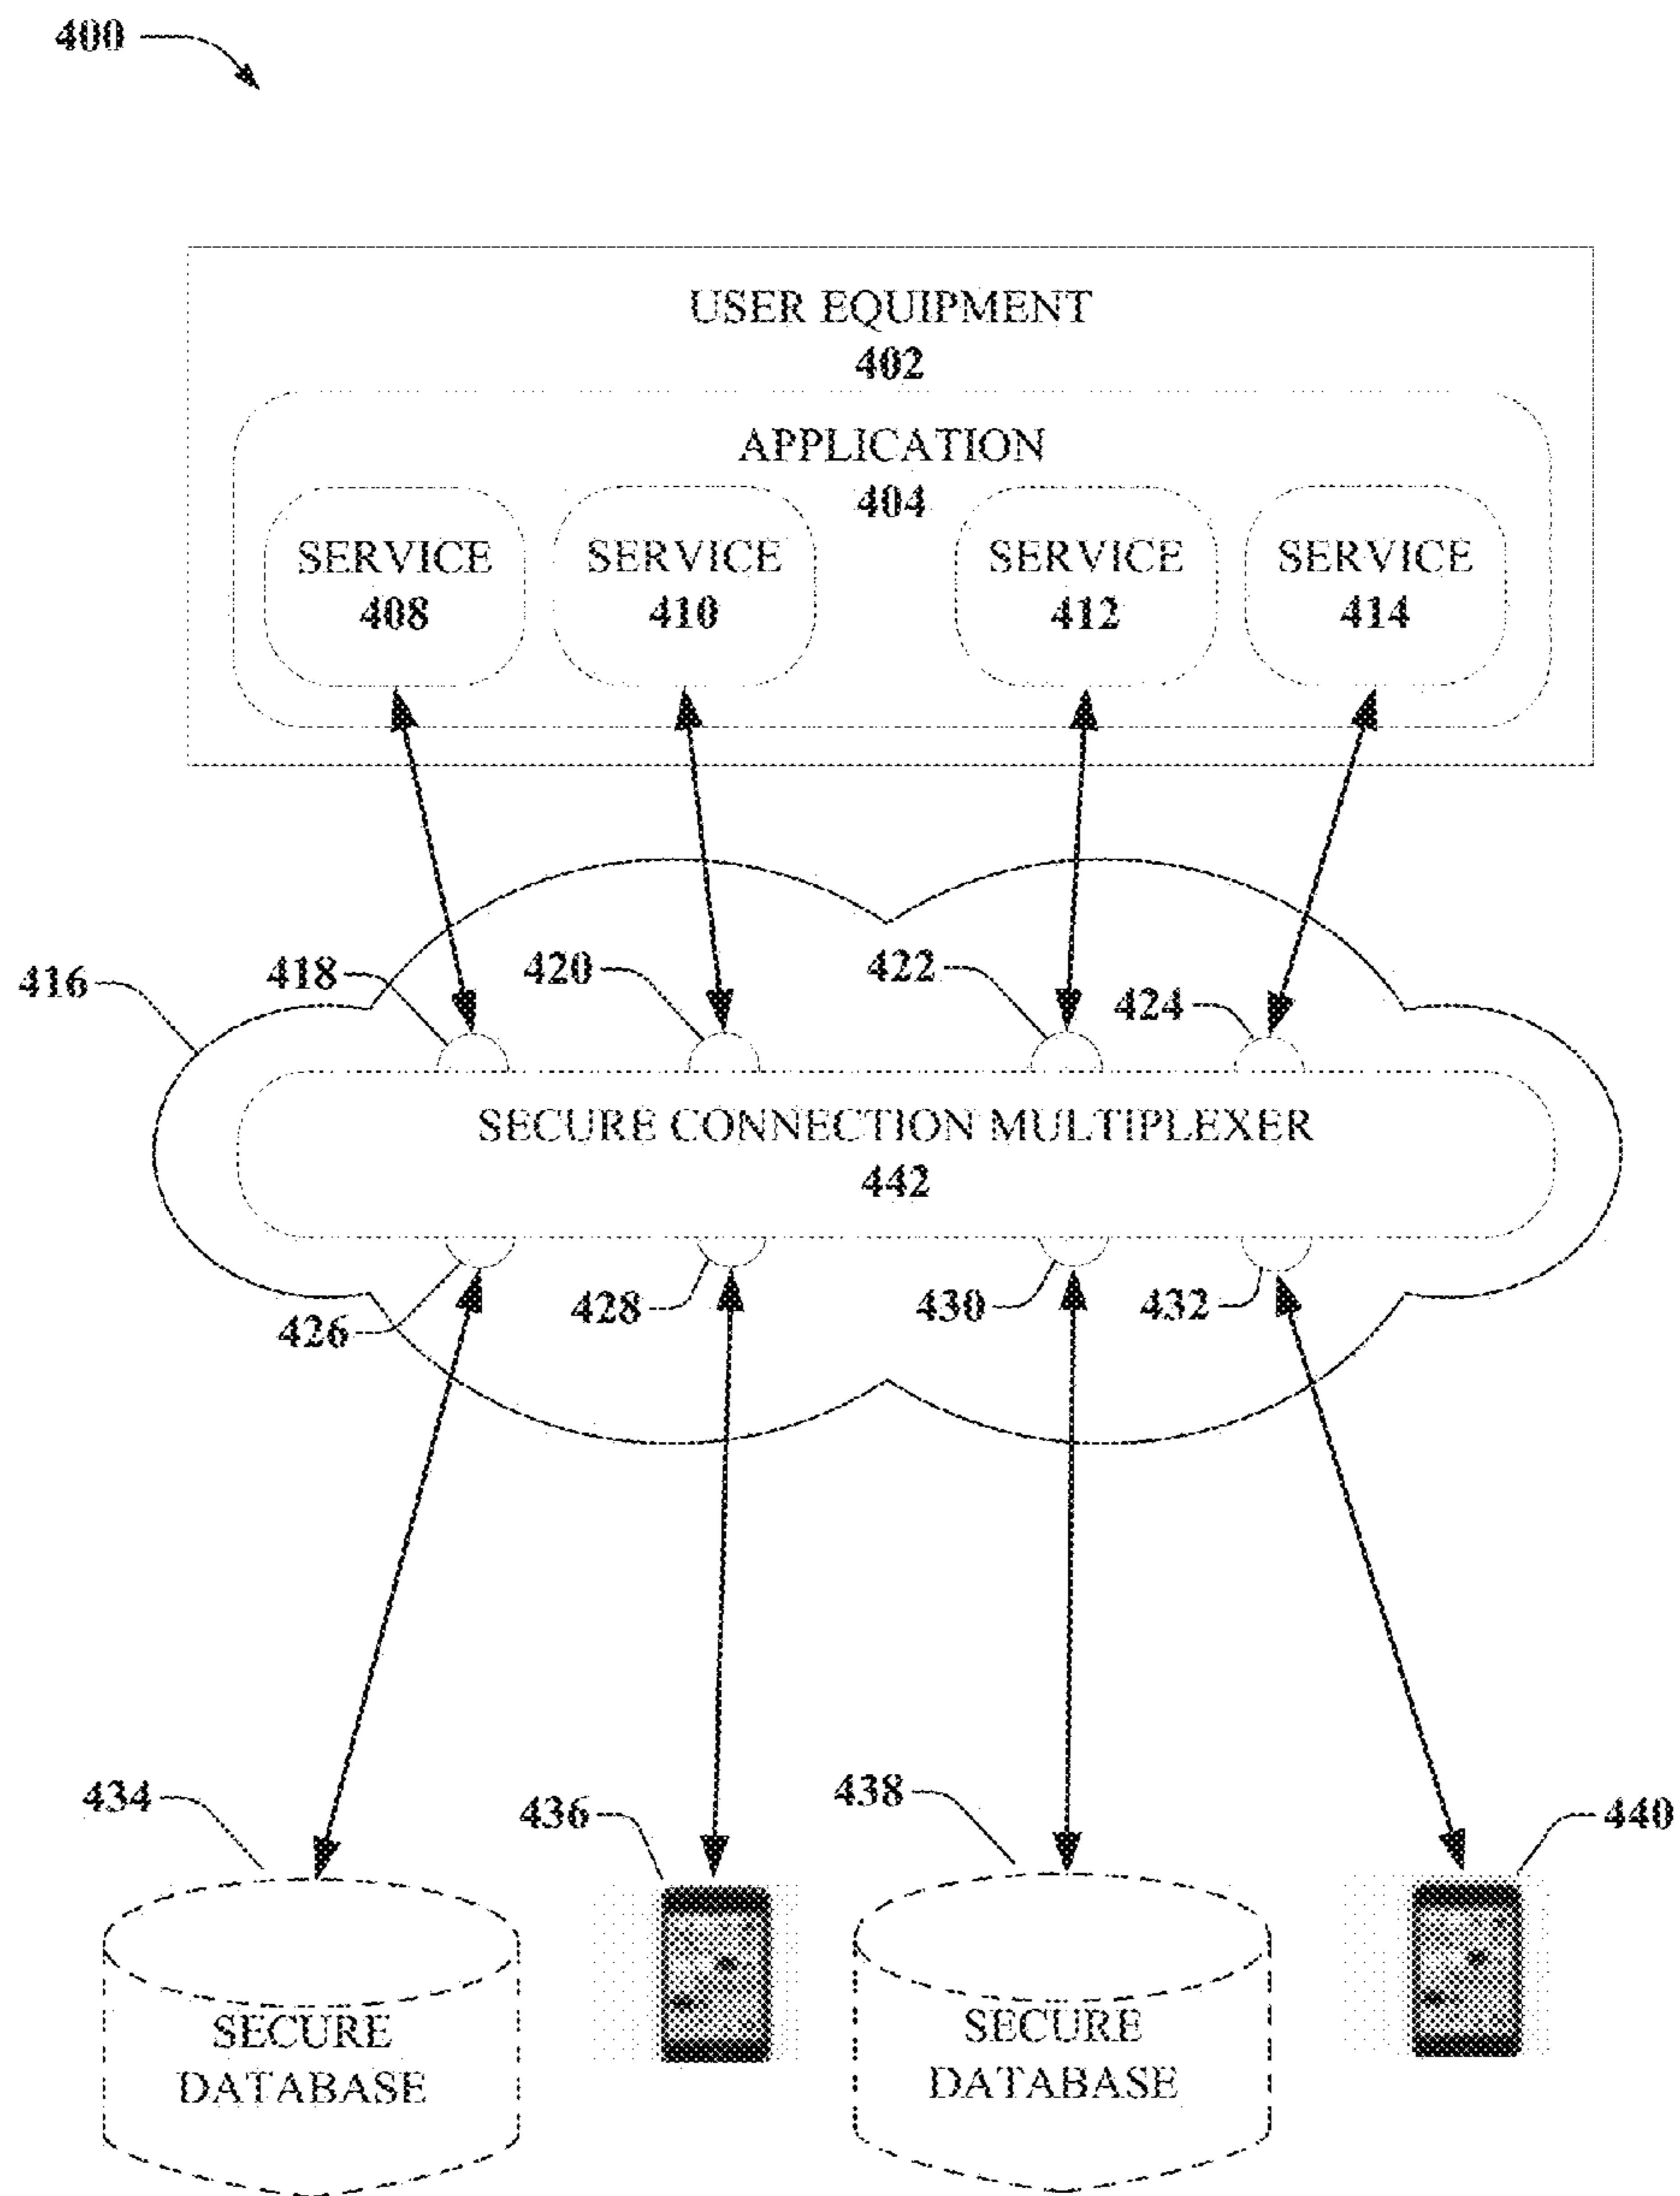 400
USER EQUIPMENT
402
APPLICATION
404
SERVICE
408
SERVICE
410
SERVICE
412
SERVICE
414
416
418
420
422
424
SECURE CONNECTION MULTIPLEXER
442
426
428
430
432
434
436
438
440
SECURE
DATABASE
SECURE
DATABASE